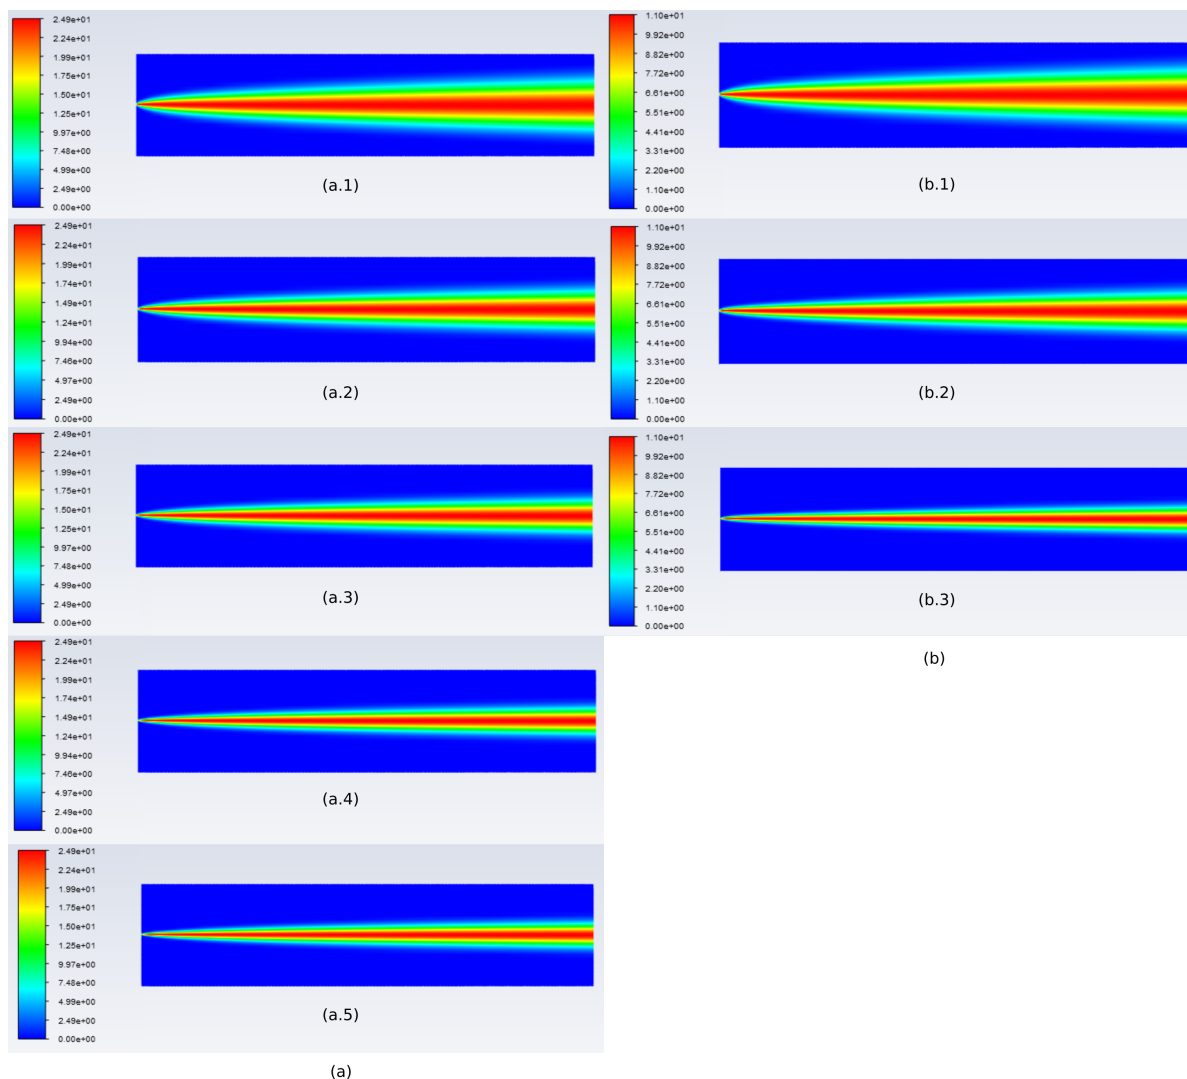 2.49e+01
2.24e+01
1.99e+01
1.75e+01
1.50e+01
1.25e+01
9.97e+00
7.48e+00
4.99e+00
2.49e+00
0.00e+00
(a.1)
1.10e+01
9.92e+00
8.82e+00
7.72e+00
6.61e+00
5.51e+00
4.41e+00
3.31e+00
2.20e+00
1.10e+00
0.00e+00
(b.1)
2.49e+01
2.24e+01
1.99e+01
1.74e+01
1.49e+01
1.24e+01
9.94e+00
7.46e+00
4.97e+00
2.49e+00
0.00e+00
(a.2)
1.10e+01
9.92e+00
8.82e+00
7.72e+00
6.61e+00
5.51e+00
4.41e+00
3.31e+00
2.20e+00
1.10e+00
0.00e+00
(b.2)
2.49e+01
2.24e+01
1.99e+01
1.75e+01
1.50e+01
1.25e+01
9.97e+00
7.48e+00
4.99e+00
2.49e+00
0.00e+00
(a.3)
1.10e+01
9.92e+00
8.82e+00
7.72e+00
6.61e+00
5.51e+00
4.41e+00
3.31e+00
2.20e+00
1.10e+00
0.00e+00
(b.3)
(b)
2.49e+01
2.24e+01
1.99e+01
1.74e+01
1.49e+01
1.24e+01
9.94e+00
7.46e+00
4.97e+00
2.49e+00
0.00e+00
(a.4)
2.49e+01
2.24e+01
1.99e+01
1.75e+01
1.50e+01
1.25e+01
9.97e+00
7.48e+00
4.99e+00
2.49e+00
0.00e+00
(a.5)
(a)